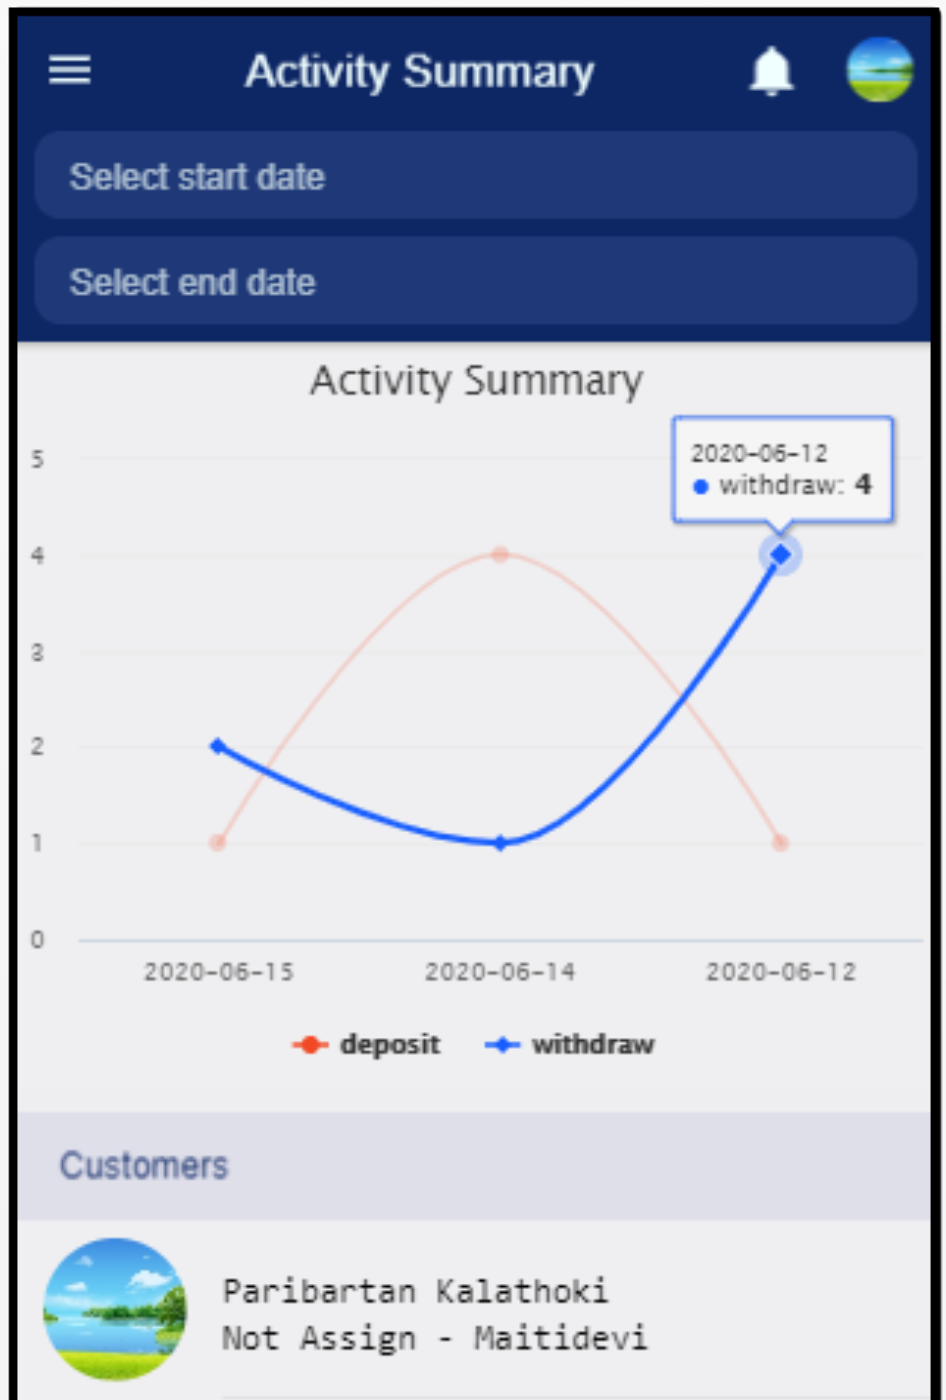 Activity Summary
Select start date
Select end date
Activity Summary
5
2020-06-12
withdraw: 4
4
3
2
1
0
2020-06-15 2020-06-14 2020-06-12
deposit withdraw
Customers
Paribartan Kalathoki
Not Assign - Maitidevi